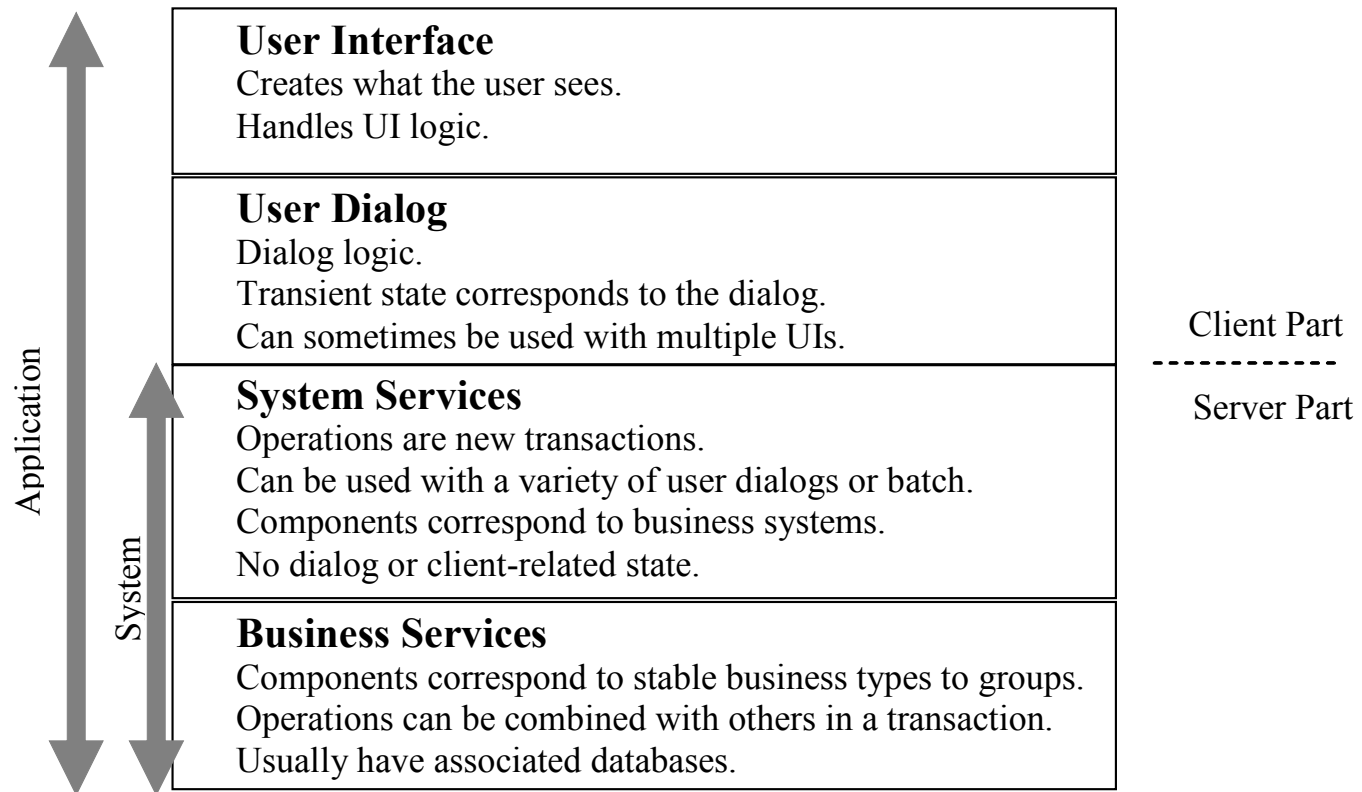 User Interface
Creates what the user sees.
Handles UI logic.
User Dialog
Dialog logic.
Transient state corresponds to the dialog.
Can sometimes be used with multiple UIs.
System Services
Operations are new transactions.
Can be used with a variety of user dialogs or batch.
Components correspond to business systems.
No dialog or client-related state.
Business Services
Components correspond to stable business types to groups.
Operations can be combined with others in a transaction.
Usually have associated databases.
Application
System
Client Part
Server Part